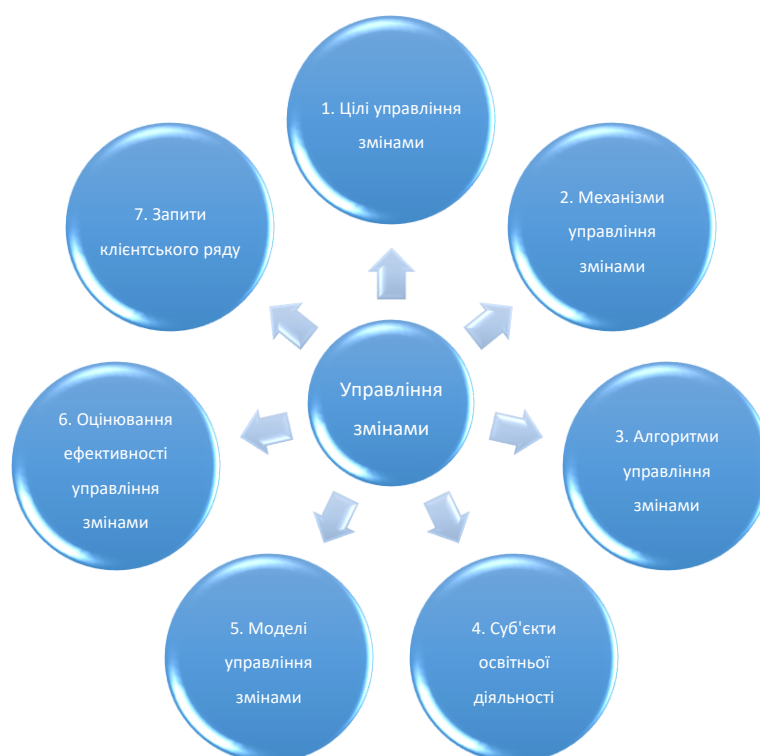 1. Цілі управління
змінами
2. Механізми
управління
змінами
3. Алгоритми
управління
змінами
4. Суб'єкти
освітньої
діяльності
5. Моделі
управління
змінами
6. Оцінювання
ефективності
управління
змінами
7. Запити
клієнтського ряду
Управління
змінами